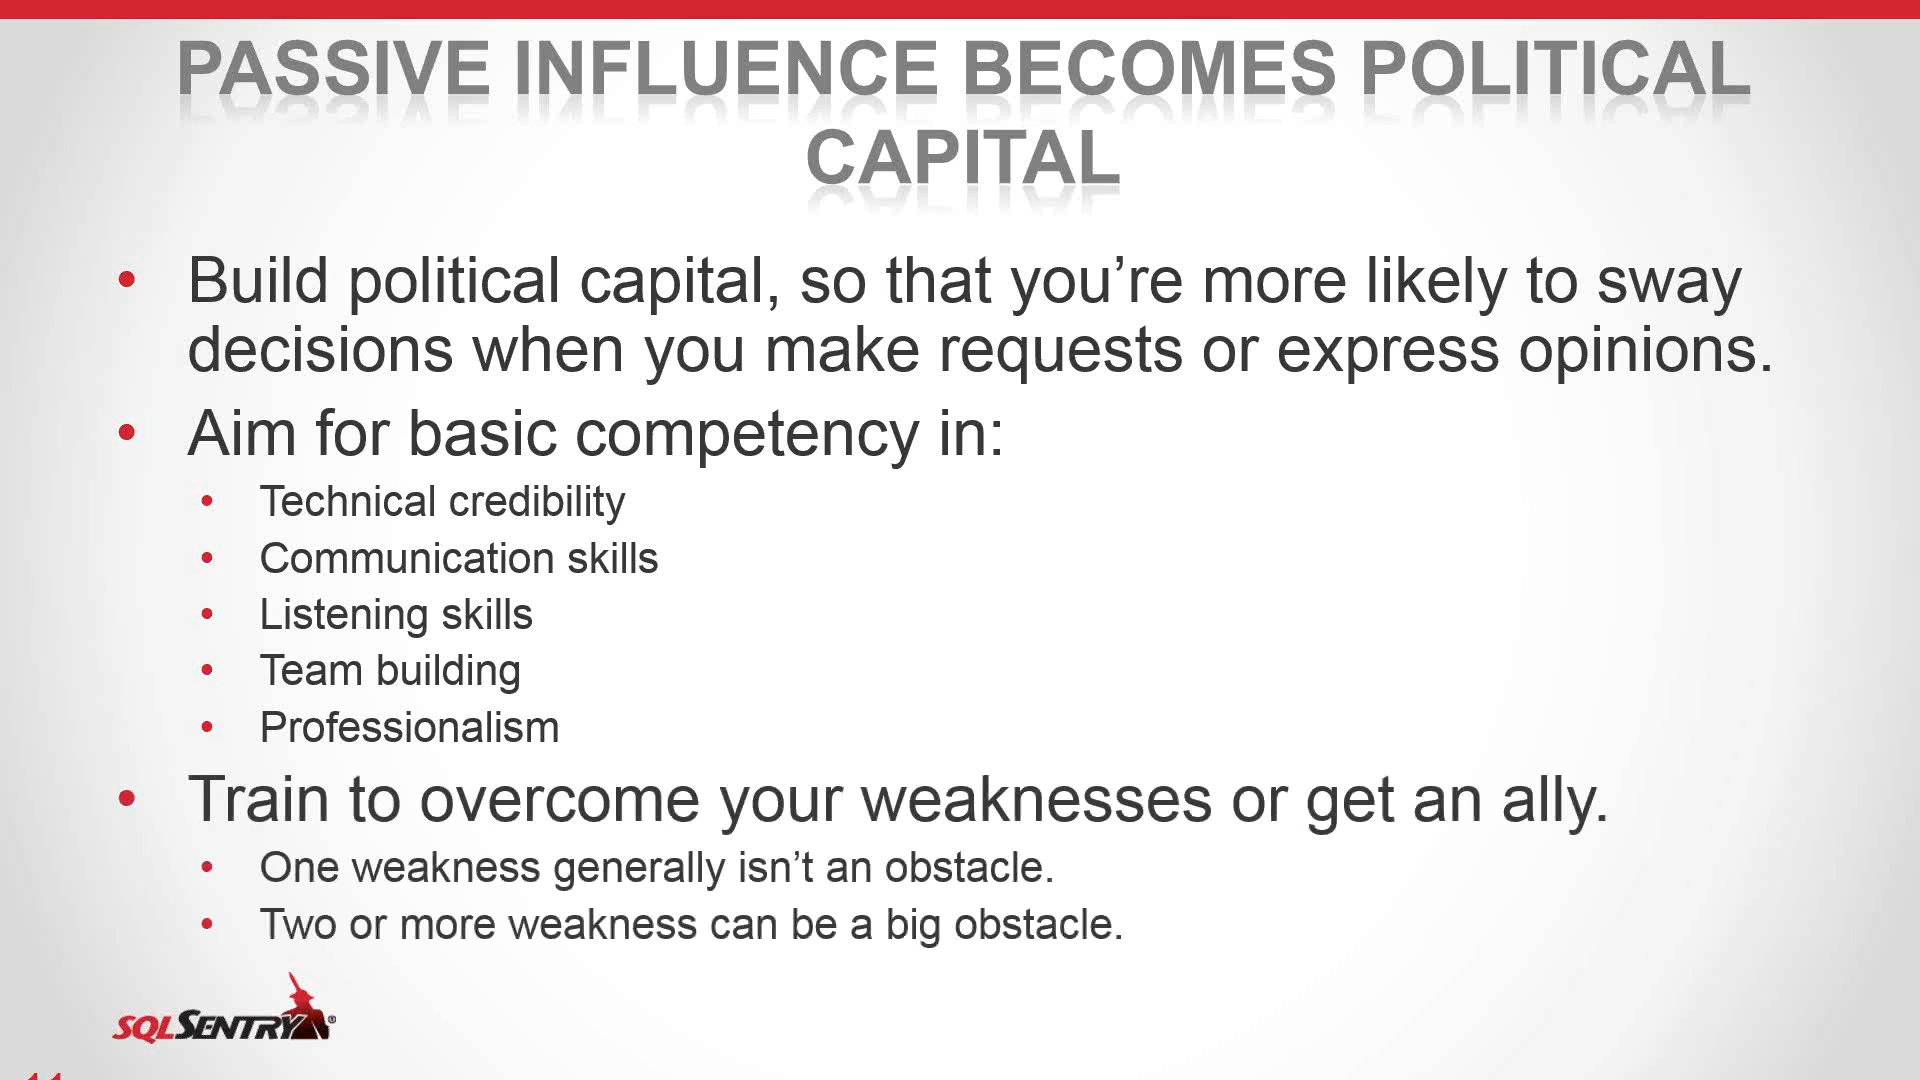 PASSIVE INFLUENCE BECOMES POLITICAL
CAPITAL
• Build political capital, so that you’re more likely to sway
decisions when you make requests or express opinions.
• Aim for basic competency in:
• Technical credibility
• Communication skills
• Listening skills
• Team building
• Professionalism
• Train to overcome your weaknesses or get an ally.
• One weakness generally isn’t an obstacle.
• Two or more weakness can be a big obstacle.
SQLSENTRY®